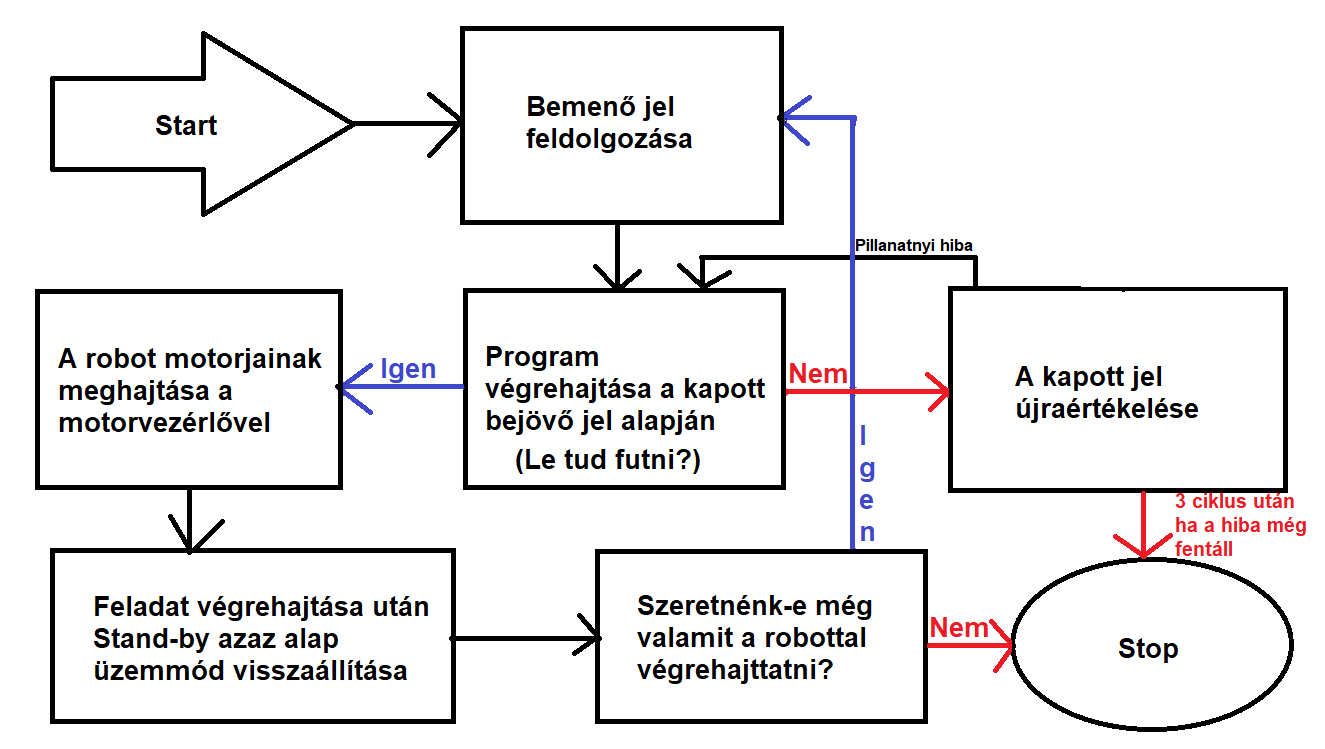 Start
Bemenő jel
feldolgozása
Pillanatnyi hiba
A robot motorjainak
meghajtása a
motorvezérlővel
Igen
Program
végrehajtása a kapott
bejövő jel alapján
(Le tud futni?)
Nem
A kapott jel
újraértékelése
Igen
3 ciklus után
ha a hiba még
fentáll
Feladat végrehajtása után
Stand-by azaz alap
üzemmód visszaállítása
Szeretnénk-e még
valamit a robottal
végrehajttatni?
Nem
Stop